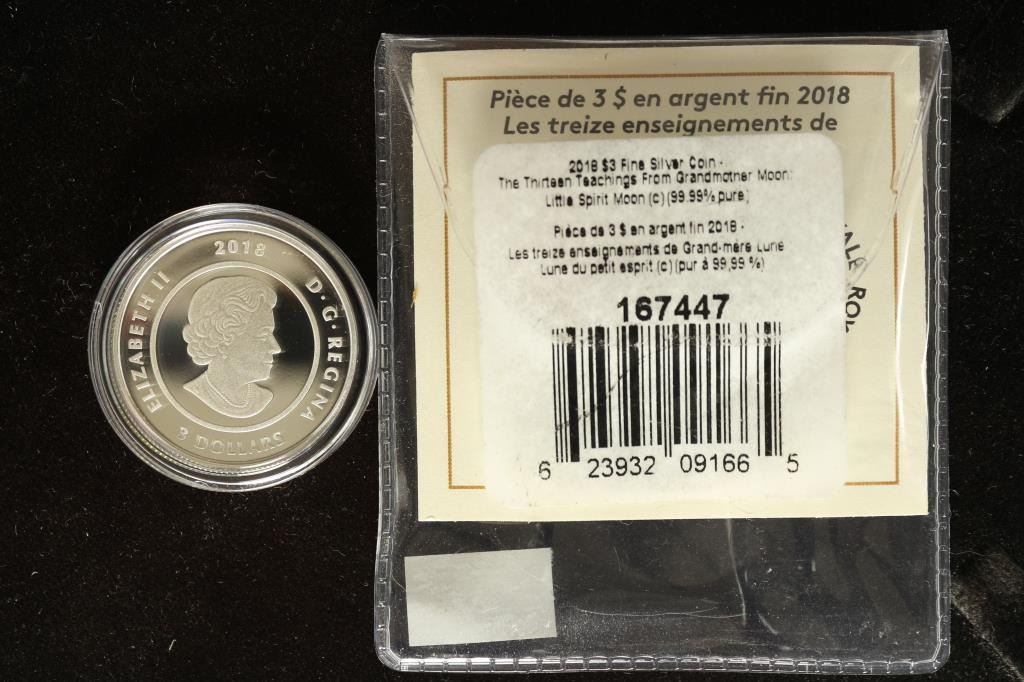 2018
ELIZABETH II
D·G·REGINA
3 DOLLARS
Pièce de 3 $ en argent fin 2018
Les treize enseignements de
2018 $3 Fine Silver Coin -
The Thirteen Teachings From Grandmother Moon:
Little Spirit Moon (c) (99.99% pure)
Pièce de 3 $ en argent fin 2018 -
Les treize enseignements de Grand-mère Lune
Lune du petit esprit (c) (pur à 99,99 %)
167447
6 23932 09166 5